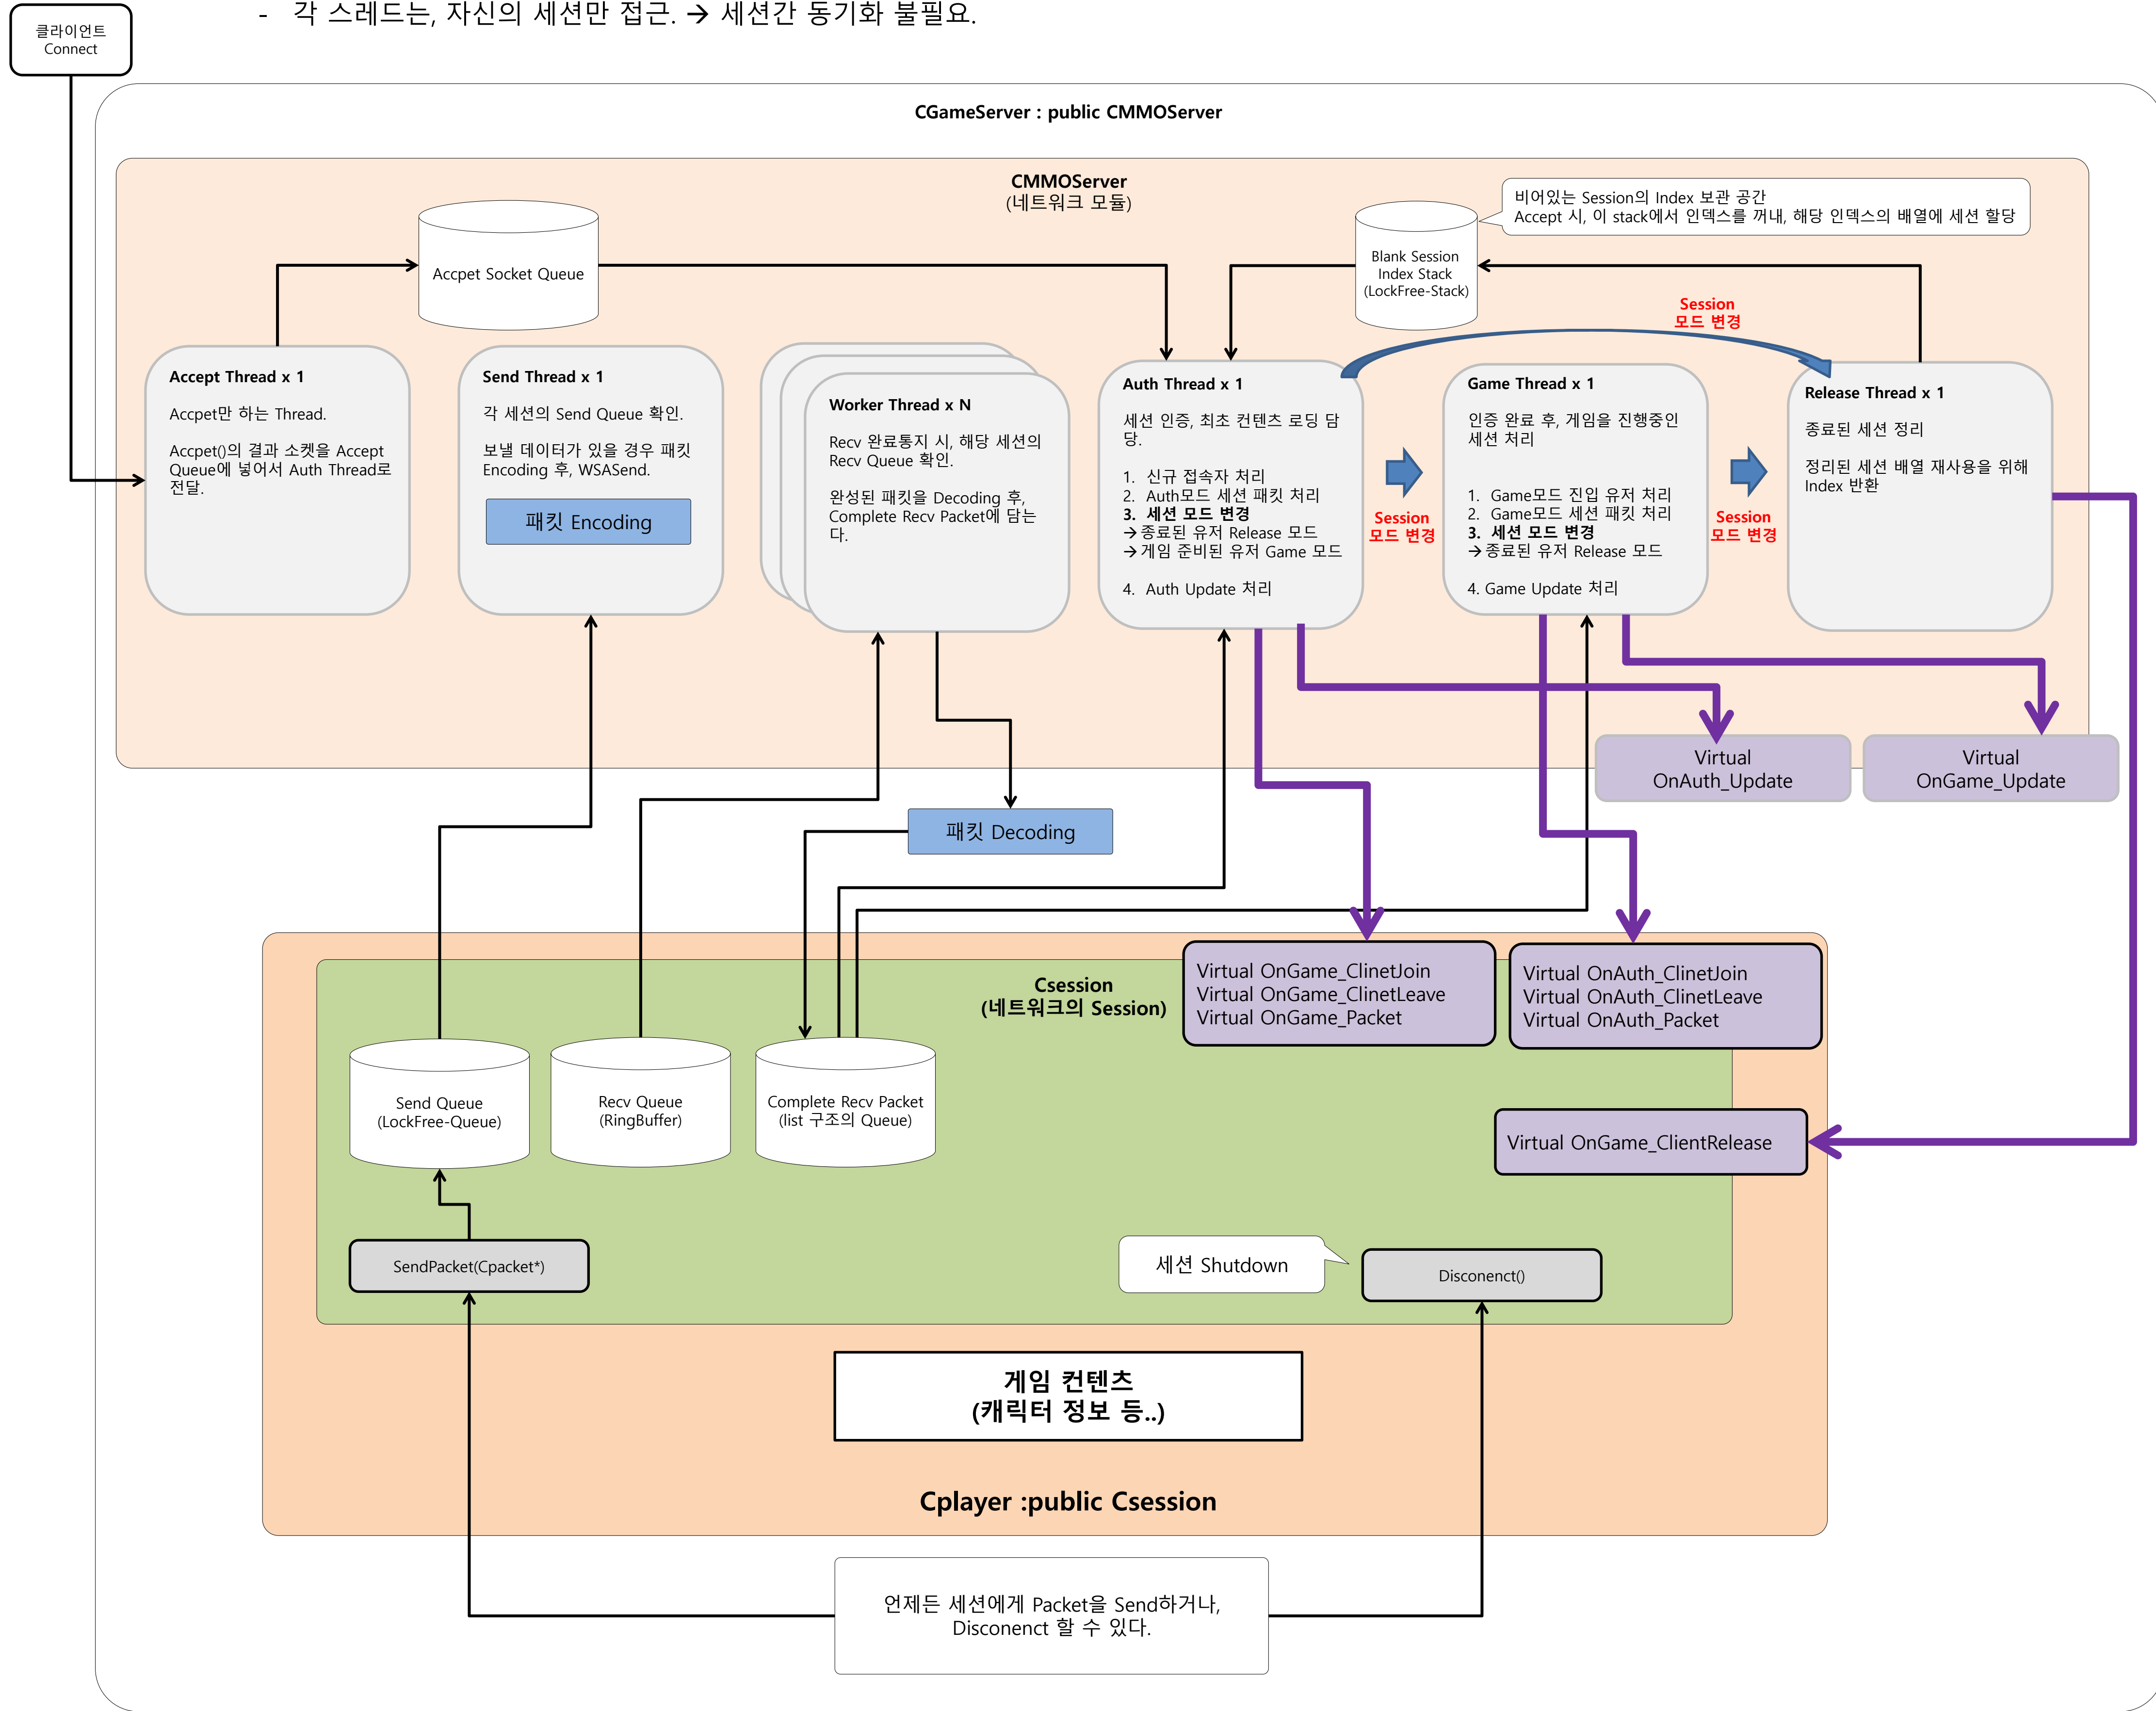 - 각 스레드는, 자신의 세션만 접근. → 세션간 동기화 불필요.
클라이언트
Connect
CGameServer : public CMMOServer
CMMOServer
(네트워크 모듈)
비어있는 Session의 Index 보관 공간
Accept 시, 이 stack에서 인덱스를 꺼내, 해당 인덱스의 배열에 세션 할당
Accpet Socket Queue
Blank Session
Index Stack
(LockFree-Stack)
Session
모드 변경
Accept Thread x 1
Accpet만 하는 Thread.
Accpet()의 결과 소켓을 Accept
Queue에 넣어서 Auth Thread로
전달.
Send Thread x 1
각 세션의 Send Queue 확인.
보낼 데이터가 있을 경우 패킷
Encoding 후, WSASend.
패킷 Encoding
Worker Thread x N
Recv 완료통지 시, 해당 세션의
Recv Queue 확인.
완성된 패킷을 Decoding 후,
Complete Recv Packet에 담는
다.
Auth Thread x 1
세션 인증, 최초 컨텐츠 로딩 담
당.
1. 신규 접속자 처리
2. Auth모드 세션 패킷 처리
3. 세션 모드 변경
→종료된 유저 Release 모드
→게임 준비된 유저 Game 모드
4. Auth Update 처리
Session
모드 변경
Game Thread x 1
인증 완료 후, 게임을 진행중인
세션 처리
1. Game모드 진입 유저 처리
2. Game모드 세션 패킷 처리
3. 세션 모드 변경
→종료된 유저 Release 모드
4. Game Update 처리
Session
모드 변경
Release Thread x 1
종료된 세션 정리
정리된 세션 배열 재사용을 위해
Index 반환
Virtual
OnAuth_Update
Virtual
OnGame_Update
패킷 Decoding
Csession
(네트워크의 Session)
Virtual OnGame_ClinetJoin
Virtual OnGame_ClinetLeave
Virtual OnGame_Packet
Virtual OnAuth_ClinetJoin
Virtual OnAuth_ClinetLeave
Virtual OnAuth_Packet
Send Queue
(LockFree-Queue)
Recv Queue
(RingBuffer)
Complete Recv Packet
(list 구조의 Queue)
Virtual OnGame_ClientRelease
SendPacket(Cpacket*)
세션 Shutdown
Disconenct()
게임 컨텐츠
(캐릭터 정보 등..)
Cplayer :public Csession
언제든 세션에게 Packet을 Send하거나,
Disconenct 할 수 있다.